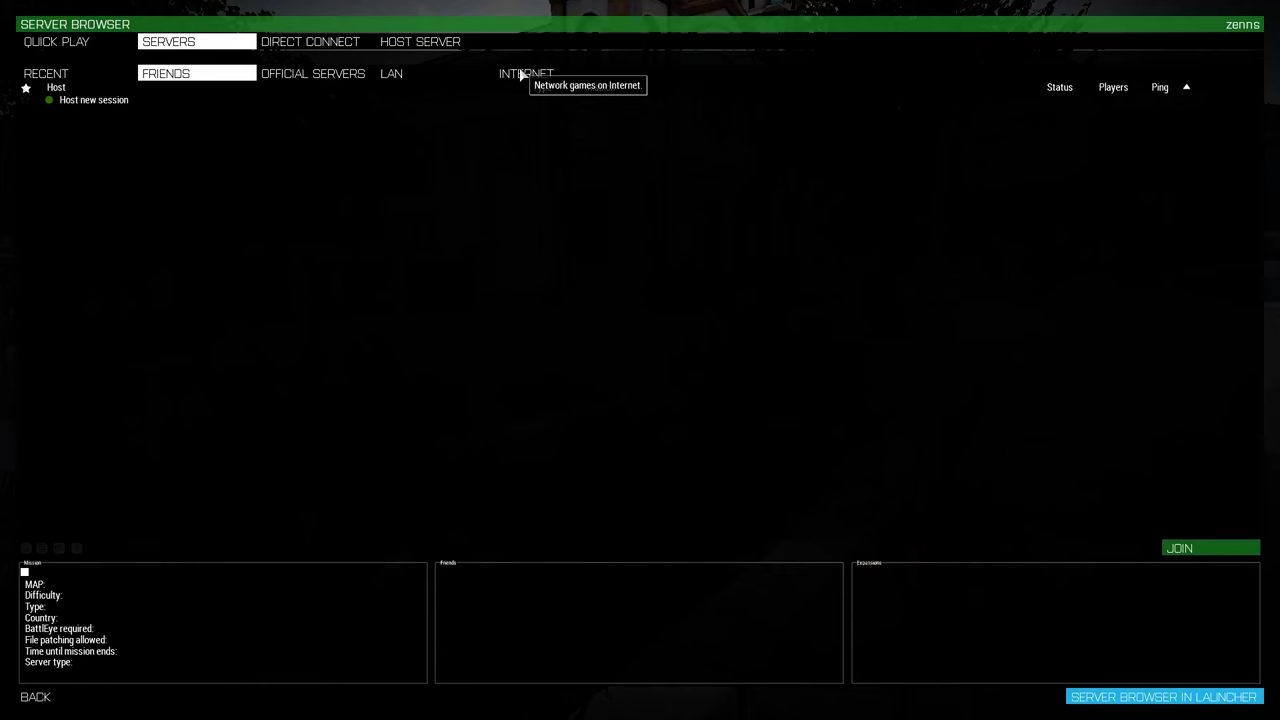 SERVER BROWSER zenns
QUICK PLAY SERVERS DIRECT CONNECT HOST SERVER
RECENT FRIENDS OFFICIAL SERVERS LAN INTERNET
Network games on Internet.
Host Status Players Ping
Host new session
JOIN
Mission Friends Expansions
MAP:
Difficulty:
Type:
Country:
BattlEye required:
File patching allowed:
Time until mission ends:
Server type:
BACK SERVER BROWSER IN LAUNCHER